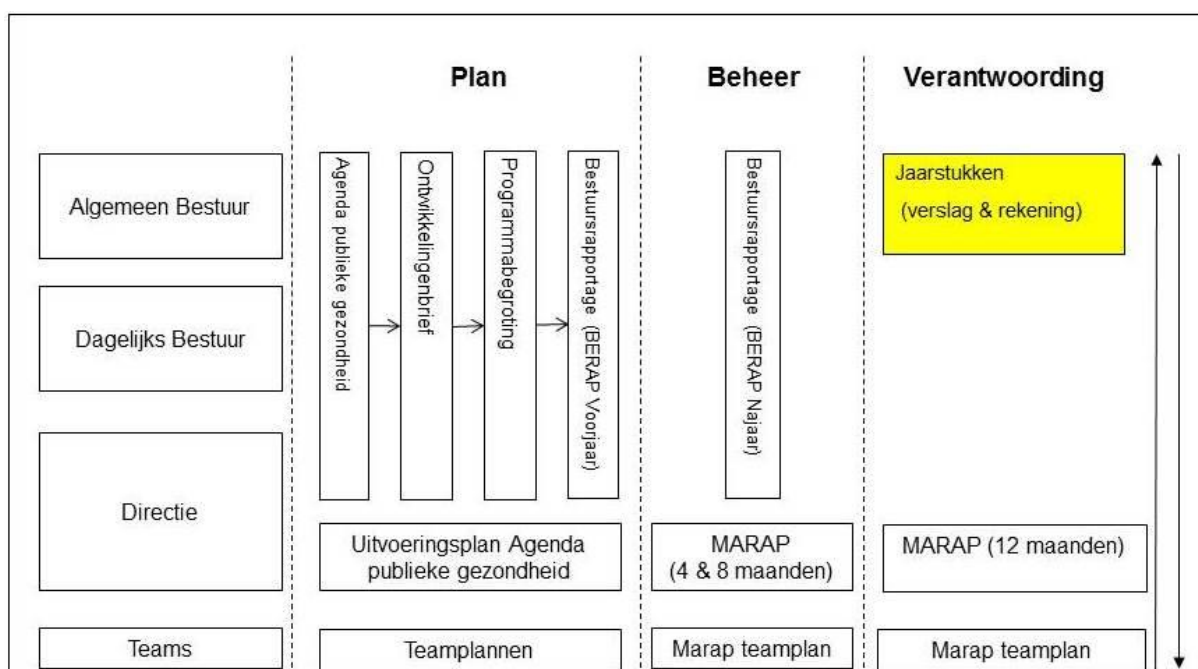 Plan
Beheer
Verantwoording
Algemeen Bestuur
Dagelijks Bestuur
Directie
Teams
Agenda publieke gezondheid
Ontwikkelingenbrief
Programmabegroting
Bestuursrapportage (BERAP Voorjaar)
Uitvoeringsplan Agenda
publieke gezondheid
Teamplannen
Bestuursrapportage (BERAP Najaar)
MARAP
(4 & 8 maanden)
Marap teamplan
Jaarstukken
(verslag & rekening)
MARAP (12 maanden)
Marap teamplan